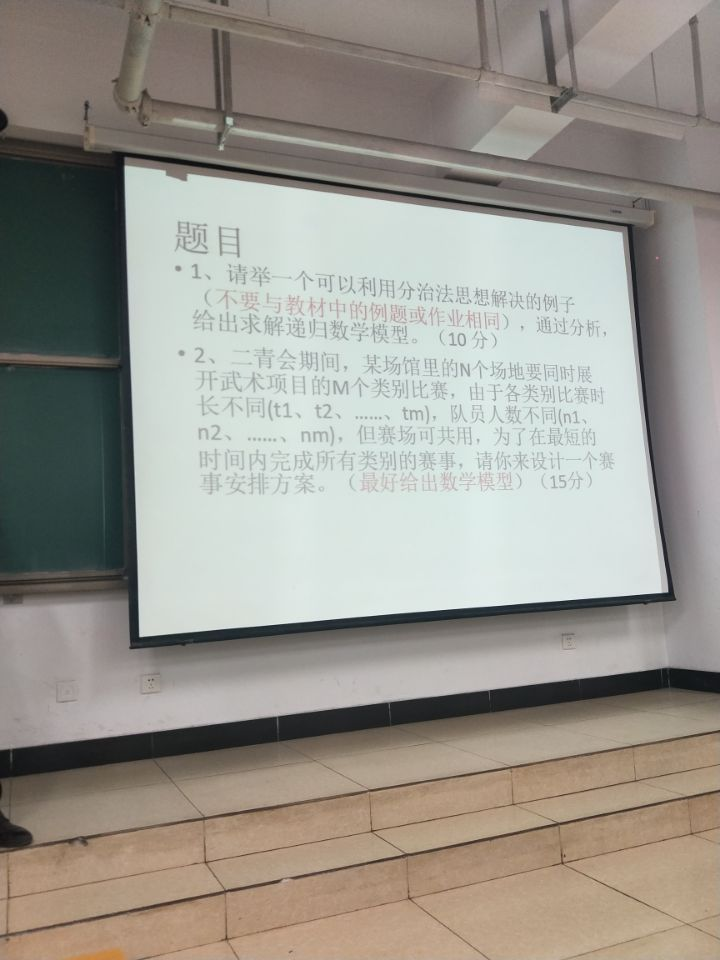 题目
• 1、请举一个可以利用分治法思想解决的例子
（不要与教材中的例题或作业相同），通过分析，
给出求解递归数学模型。（10 分）
• 2、二青会期间，某场馆里的N个场地要同时展
开武术项目的M个类别比赛，由于各类别比赛时
长不同(t1、t2、……、tm)，队员人数不同(n1、
n2、……、nm)，但赛场可共用，为了在最短的
时间内完成所有类别的赛事，请你来设计一个赛
事安排方案。（最好给出数学模型）（15分）